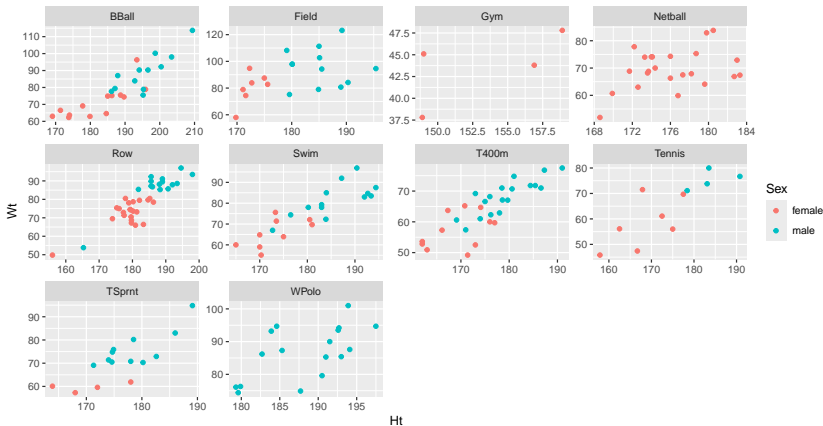 BBall Field Gym Netball
110
100
90
80
70
60
170 180 190 200 210
120
100
80
60
170 180 190
47.5
45.0
42.5
40.0
37.5
150.0 152.5 155.0 157.5
80
70
60
168 172 176 180 184
Row Swim T400m Tennis
90
80
70
60
50
160 170 180 190 200
90
80
70
60
170 180 190
70
60
50
170 180 190
80
70
60
50
160 170 180 190
TSprnt WPolo
90
80
70
60
170 180 190
100
90
80
180 185 190 195
Wt
Ht
Sex
female
male